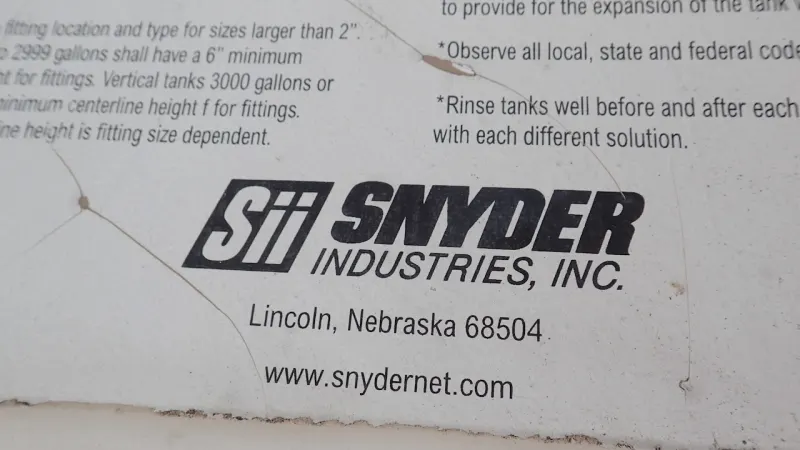 fitting location and type for sizes larger than 2".
2999 gallons shall have a 6" minimum
for fittings. Vertical tanks 3000 gallons or
minimum centerline height f for fittings.
height is fitting size dependent.
to provide for the expansion of the tank
*Observe all local, state and federal
*Rinse tanks well before and after each
with each different solution.
Sii SNYDER
INDUSTRIES, INC.
Lincoln, Nebraska 68504
www.snydernet.com